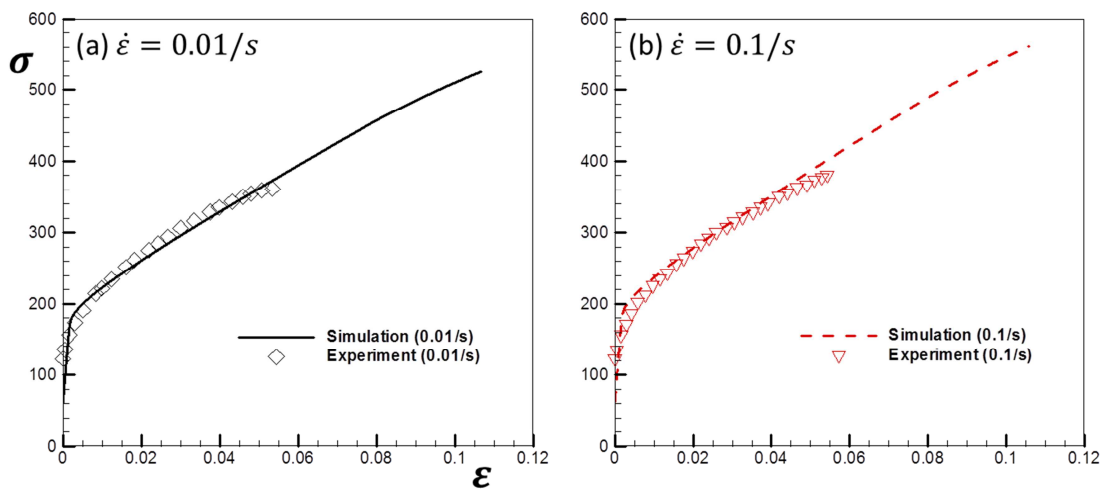 (a) ε̇ = 0.01/s
σ
600
500
400
300
200
100
0
Simulation (0.01/s)
Experiment (0.01/s)
0 0.02 0.04 0.06 0.08 0.1 0.12
ε
(b) ε̇ = 0.1/s
600
500
400
300
200
100
0
Simulation (0.1/s)
Experiment (0.1/s)
0 0.02 0.04 0.06 0.08 0.1 0.12